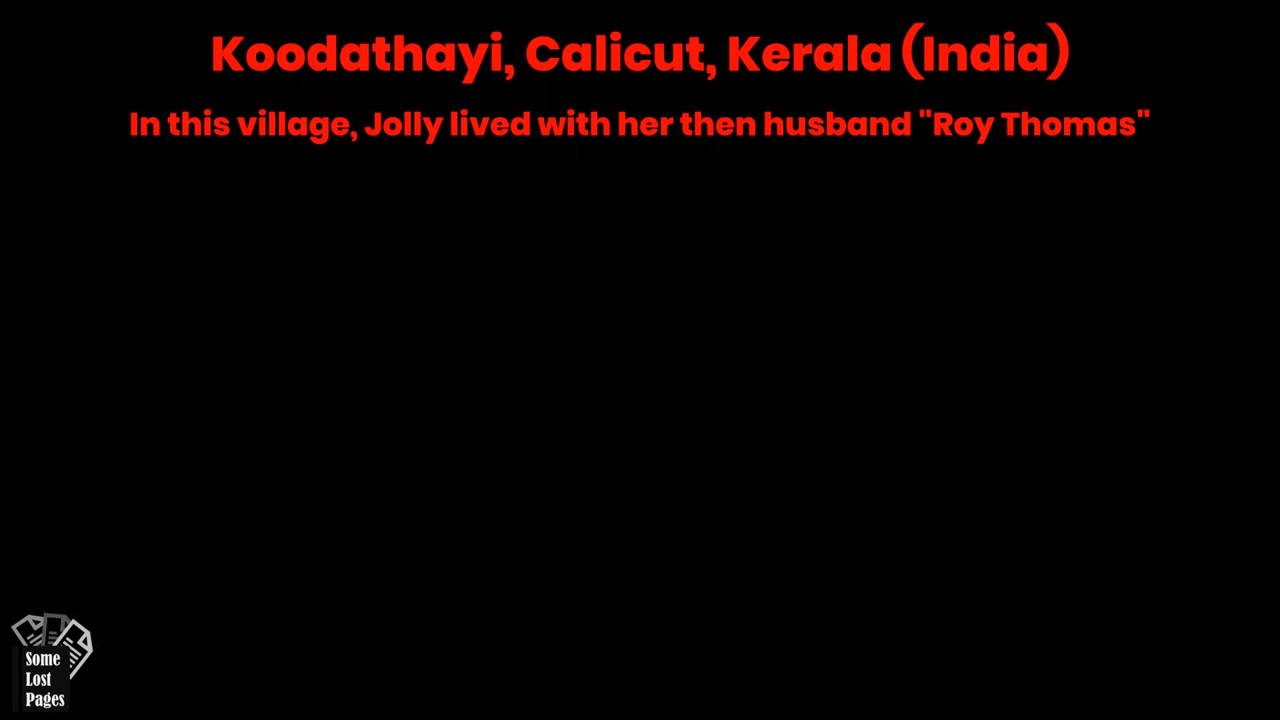 Koodathayi, Calicut, Kerala (India)
In this village, Jolly lived with her then husband "Roy Thomas"
Some
Lost
Pages